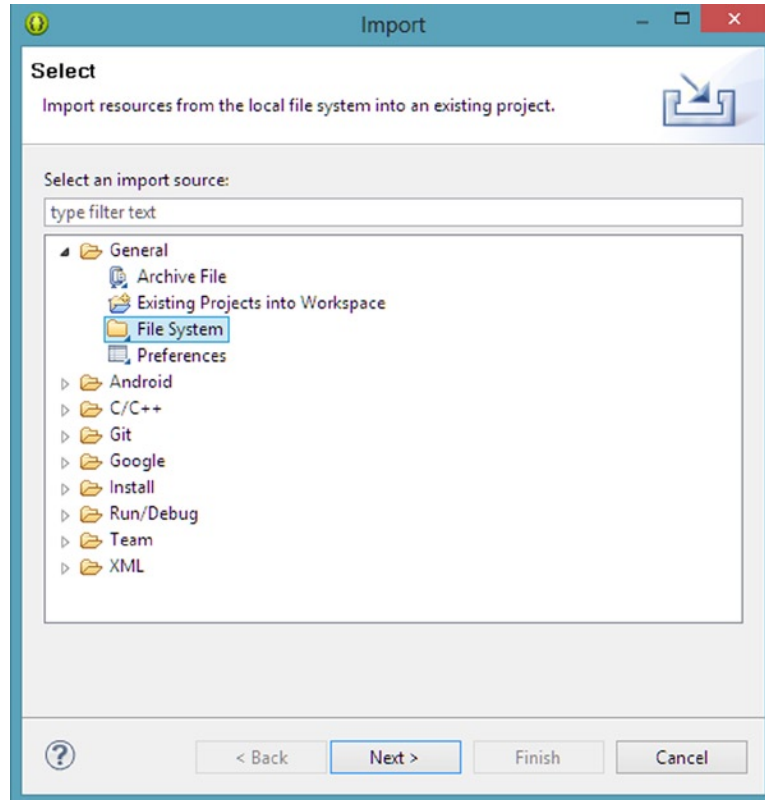 Import
Select
Import resources from the local file system into an existing project.
Select an import source:
type filter text
General
Archive File
Existing Projects into Workspace
File System
Preferences
Android
C/C++
Git
Google
Install
Run/Debug
Team
XML
? < Back Next > Finish Cancel